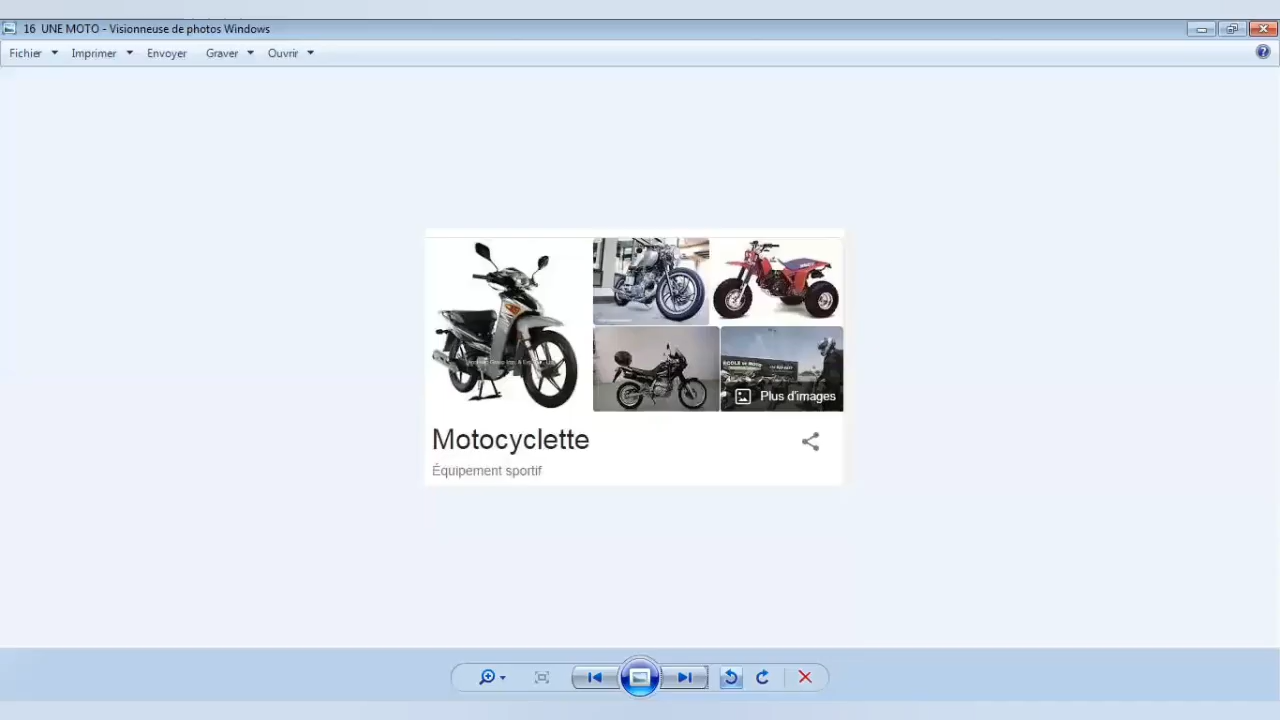 16 UNE MOTO - Visionneuse de photos Windows
Fichier Imprimer Envoyer Graver Ouvrir
Plus d'images
Motocyclette
Équipement sportif